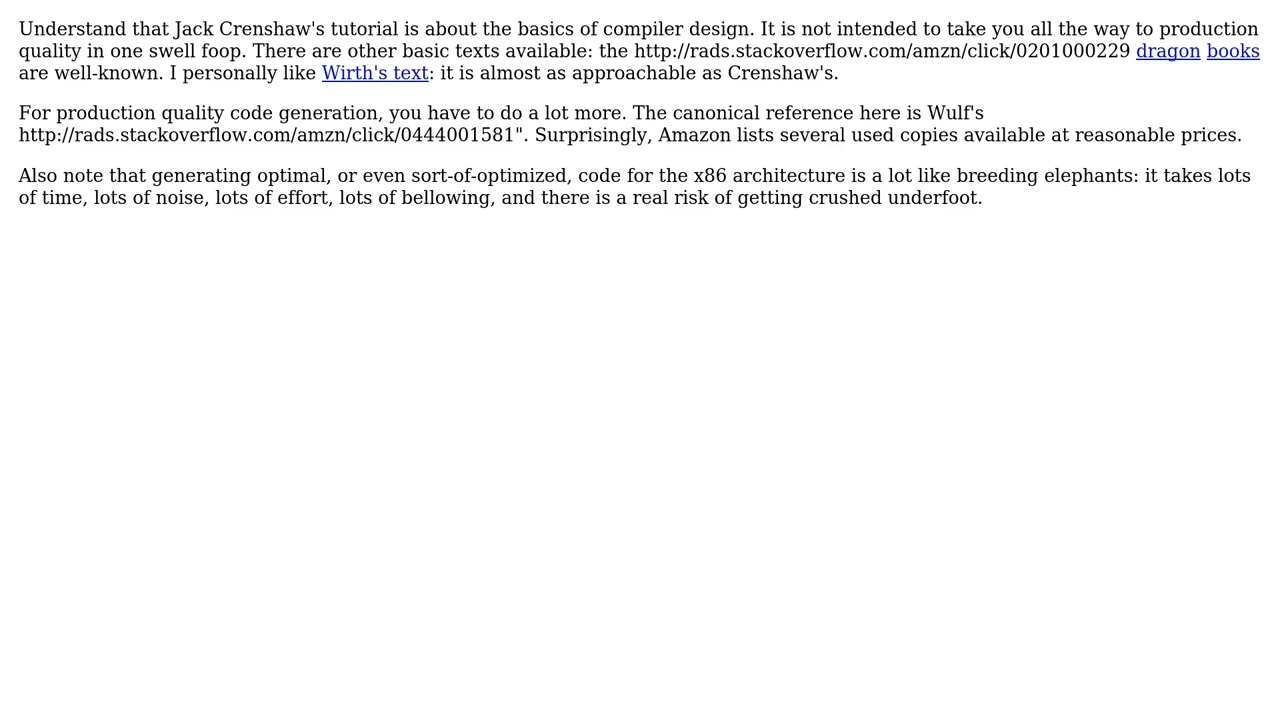 Understand that Jack Crenshaw's tutorial is about the basics of compiler design. It is not intended to take you all the way to production
quality in one swell foop. There are other basic texts available: the http://rads.stackoverflow.com/amzn/click/0201000229 dragon books
are well-known. I personally like Wirth's text: it is almost as approachable as Crenshaw's.
For production quality code generation, you have to do a lot more. The canonical reference here is Wulf's
http://rads.stackoverflow.com/amzn/click/0444001581". Surprisingly, Amazon lists several used copies available at reasonable prices.
Also note that generating optimal, or even sort-of-optimized, code for the x86 architecture is a lot like breeding elephants: it takes lots
of time, lots of noise, lots of effort, lots of bellowing, and there is a real risk of getting crushed underfoot.